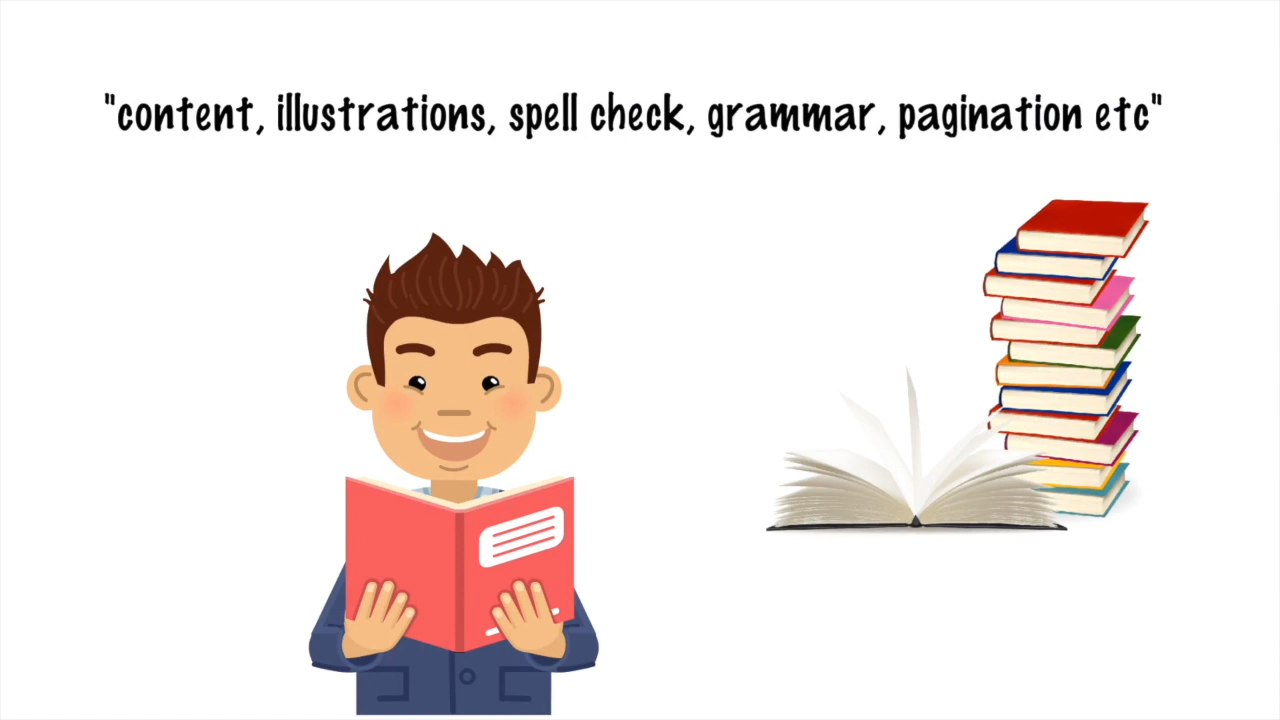 "content, illustrations, spell check, grammar, pagination etc"